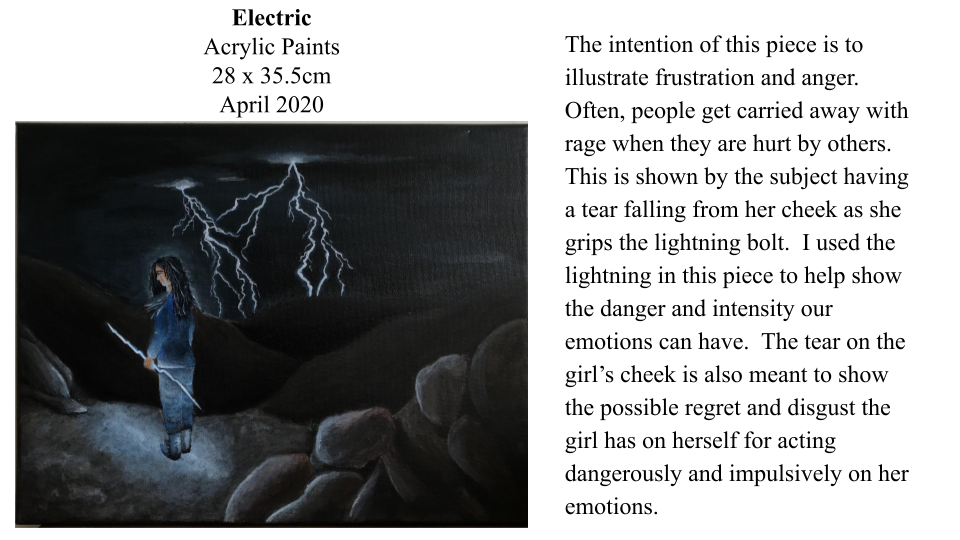 Electric
Acrylic Paints
28 x 35.5cm
April 2020
The intention of this piece is to
illustrate frustration and anger.
Often, people get carried away with
rage when they are hurt by others.
This is shown by the subject having
a tear falling from her cheek as she
grips the lightning bolt.  I used the
lightning in this piece to help show
the danger and intensity our
emotions can have.  The tear on the
girl’s cheek is also meant to show
the possible regret and disgust the
girl has on herself for acting
dangerously and impulsively on her
emotions.